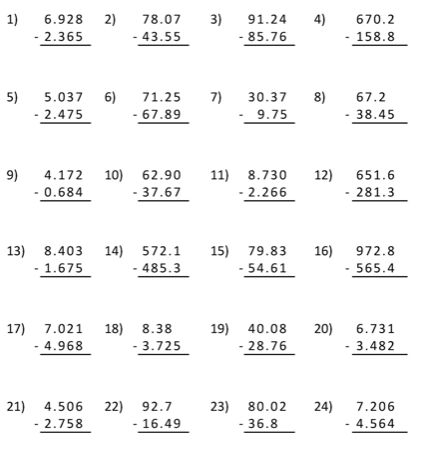 1) 6.928 2) 78.07 3) 91.24 4) 670.2
- 2.365 - 43.55 - 85.76 - 158.8
5) 5.037 6) 71.25 7) 30.37 8) 67.2
- 2.475 - 67.89 - 9.75 - 38.45
9) 4.172 10) 62.90 11) 8.730 12) 651.6
- 0.684 - 37.67 - 2.266 - 281.3
13) 8.403 14) 572.1 15) 79.83 16) 972.8
- 1.675 - 485.3 - 54.61 - 565.4
17) 7.021 18) 8.38 19) 40.08 20) 6.731
- 4.968 - 3.725 - 28.76 - 3.482
21) 4.506 22) 92.7 23) 80.02 24) 7.206
- 2.758 - 16.49 - 36.8 - 4.564